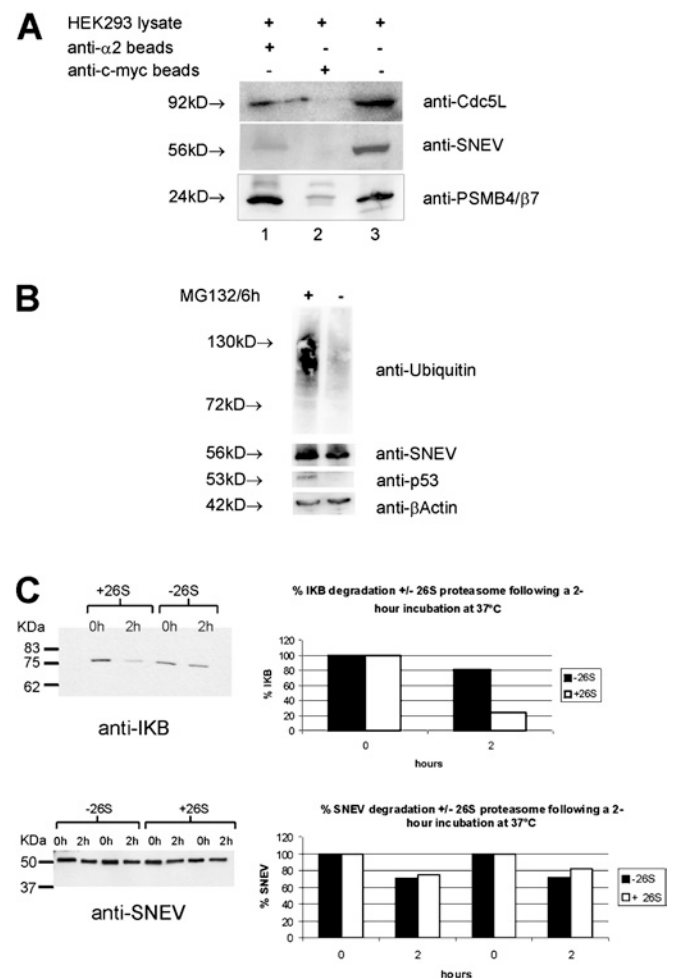 A
HEK293 lysate + + +
anti-α2 beads + - -
anti-c-myc beads - + -
92kD→ anti-Cdc5L
56kD→ anti-SNEV
24kD→ anti-PSMB4/β7
1 2 3
B
MG132/6h + -
130kD→
anti-Ubiquitin
72kD→
56kD→ anti-SNEV
53kD→ anti-p53
42kD→ anti-βActin
C
+26S -26S
KDa 0h 2h 0h 2h
83
75
62
anti-IKB
% IKB degradation +/- 26S proteasome following a 2-
hour incubation at 37°C
% IKB
120
100
80
60
40
20
0
0 2
hours
-26S
+26S
-26S +26S
KDa 0h 2h 0h 2h 0h 2h 0h 2h
50
37
anti-SNEV
% SNEV degradation +/- 26S proteasome following a 2-
hour incubation at 37°C
% SNEV
120
100
80
60
40
20
0
0 2 0 2
hours
-26S
+ 26S